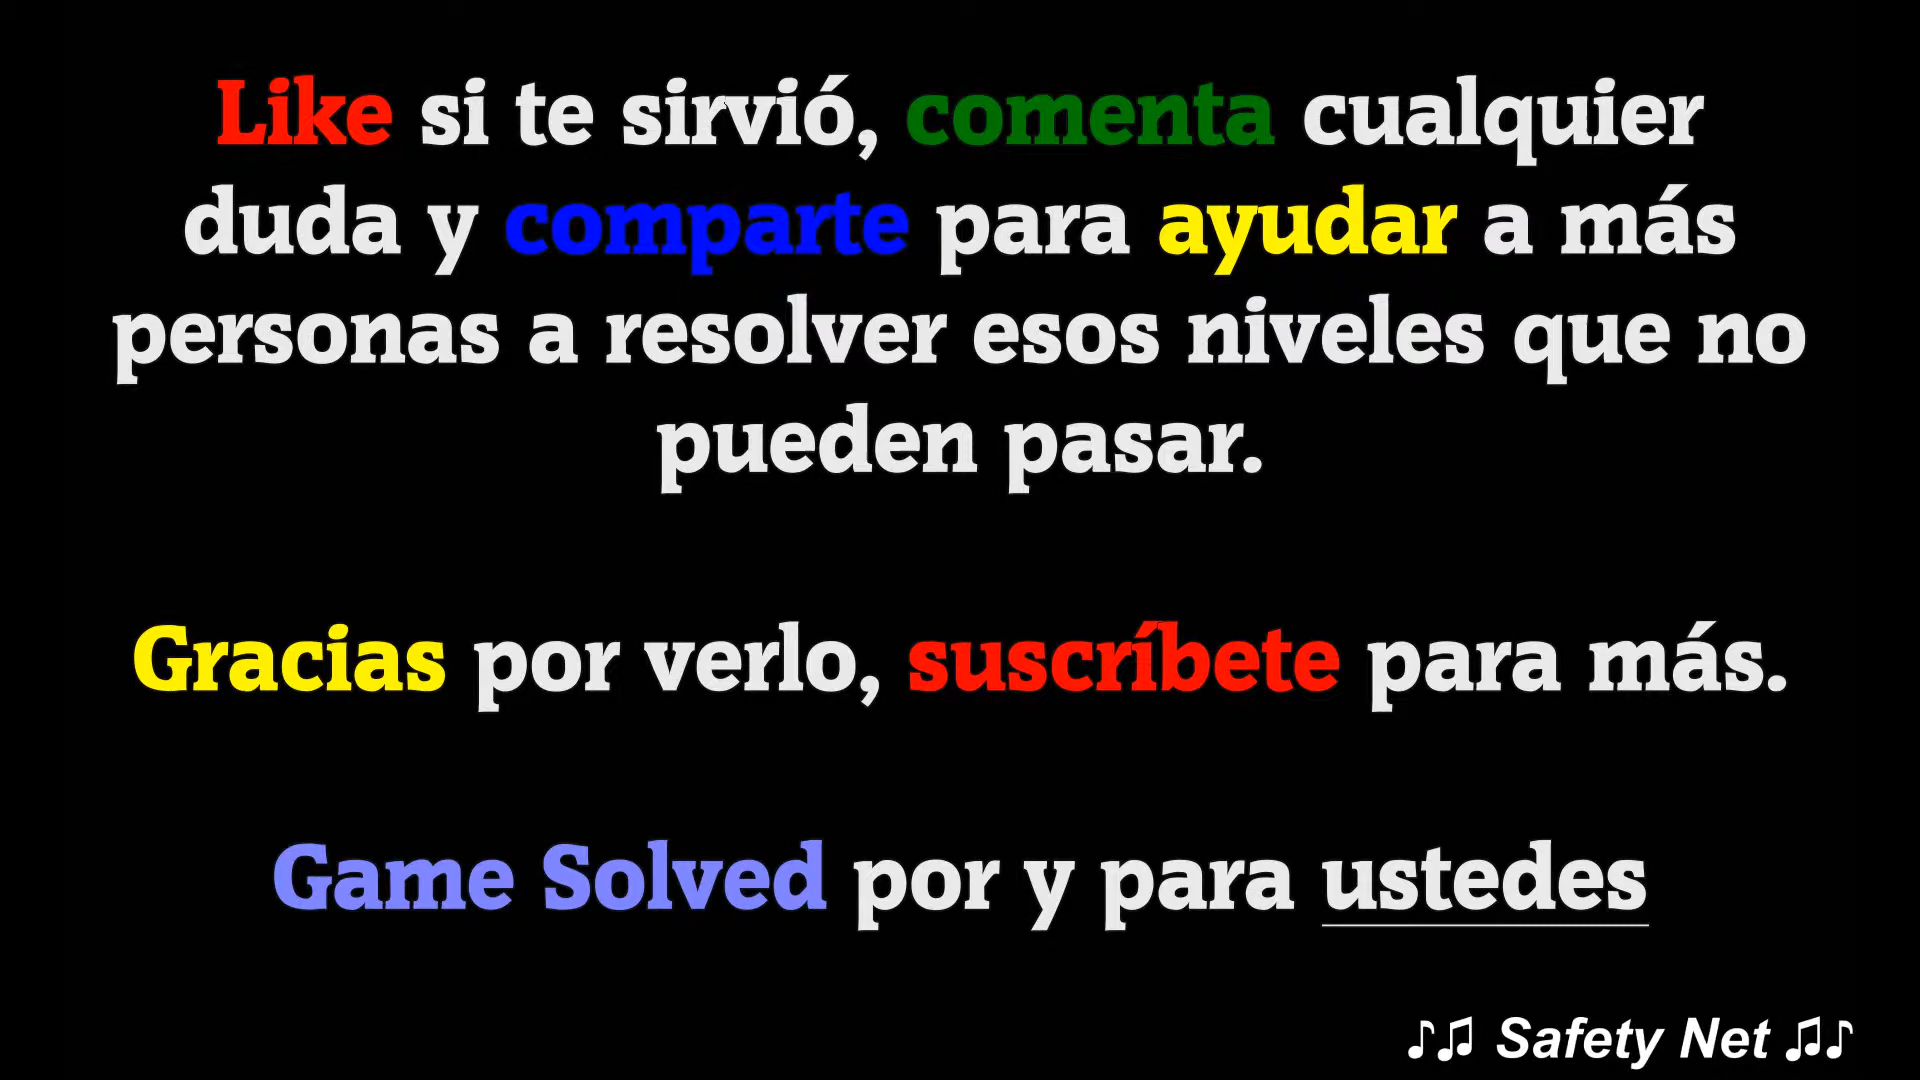 Like si te sirvió, comenta cualquier
duda y comparte para ayudar a más
personas a resolver esos niveles que no
pueden pasar.
Gracias por verlo, suscríbete para más.
Game Solved por y para ustedes
♪♫ Safety Net ♫♪